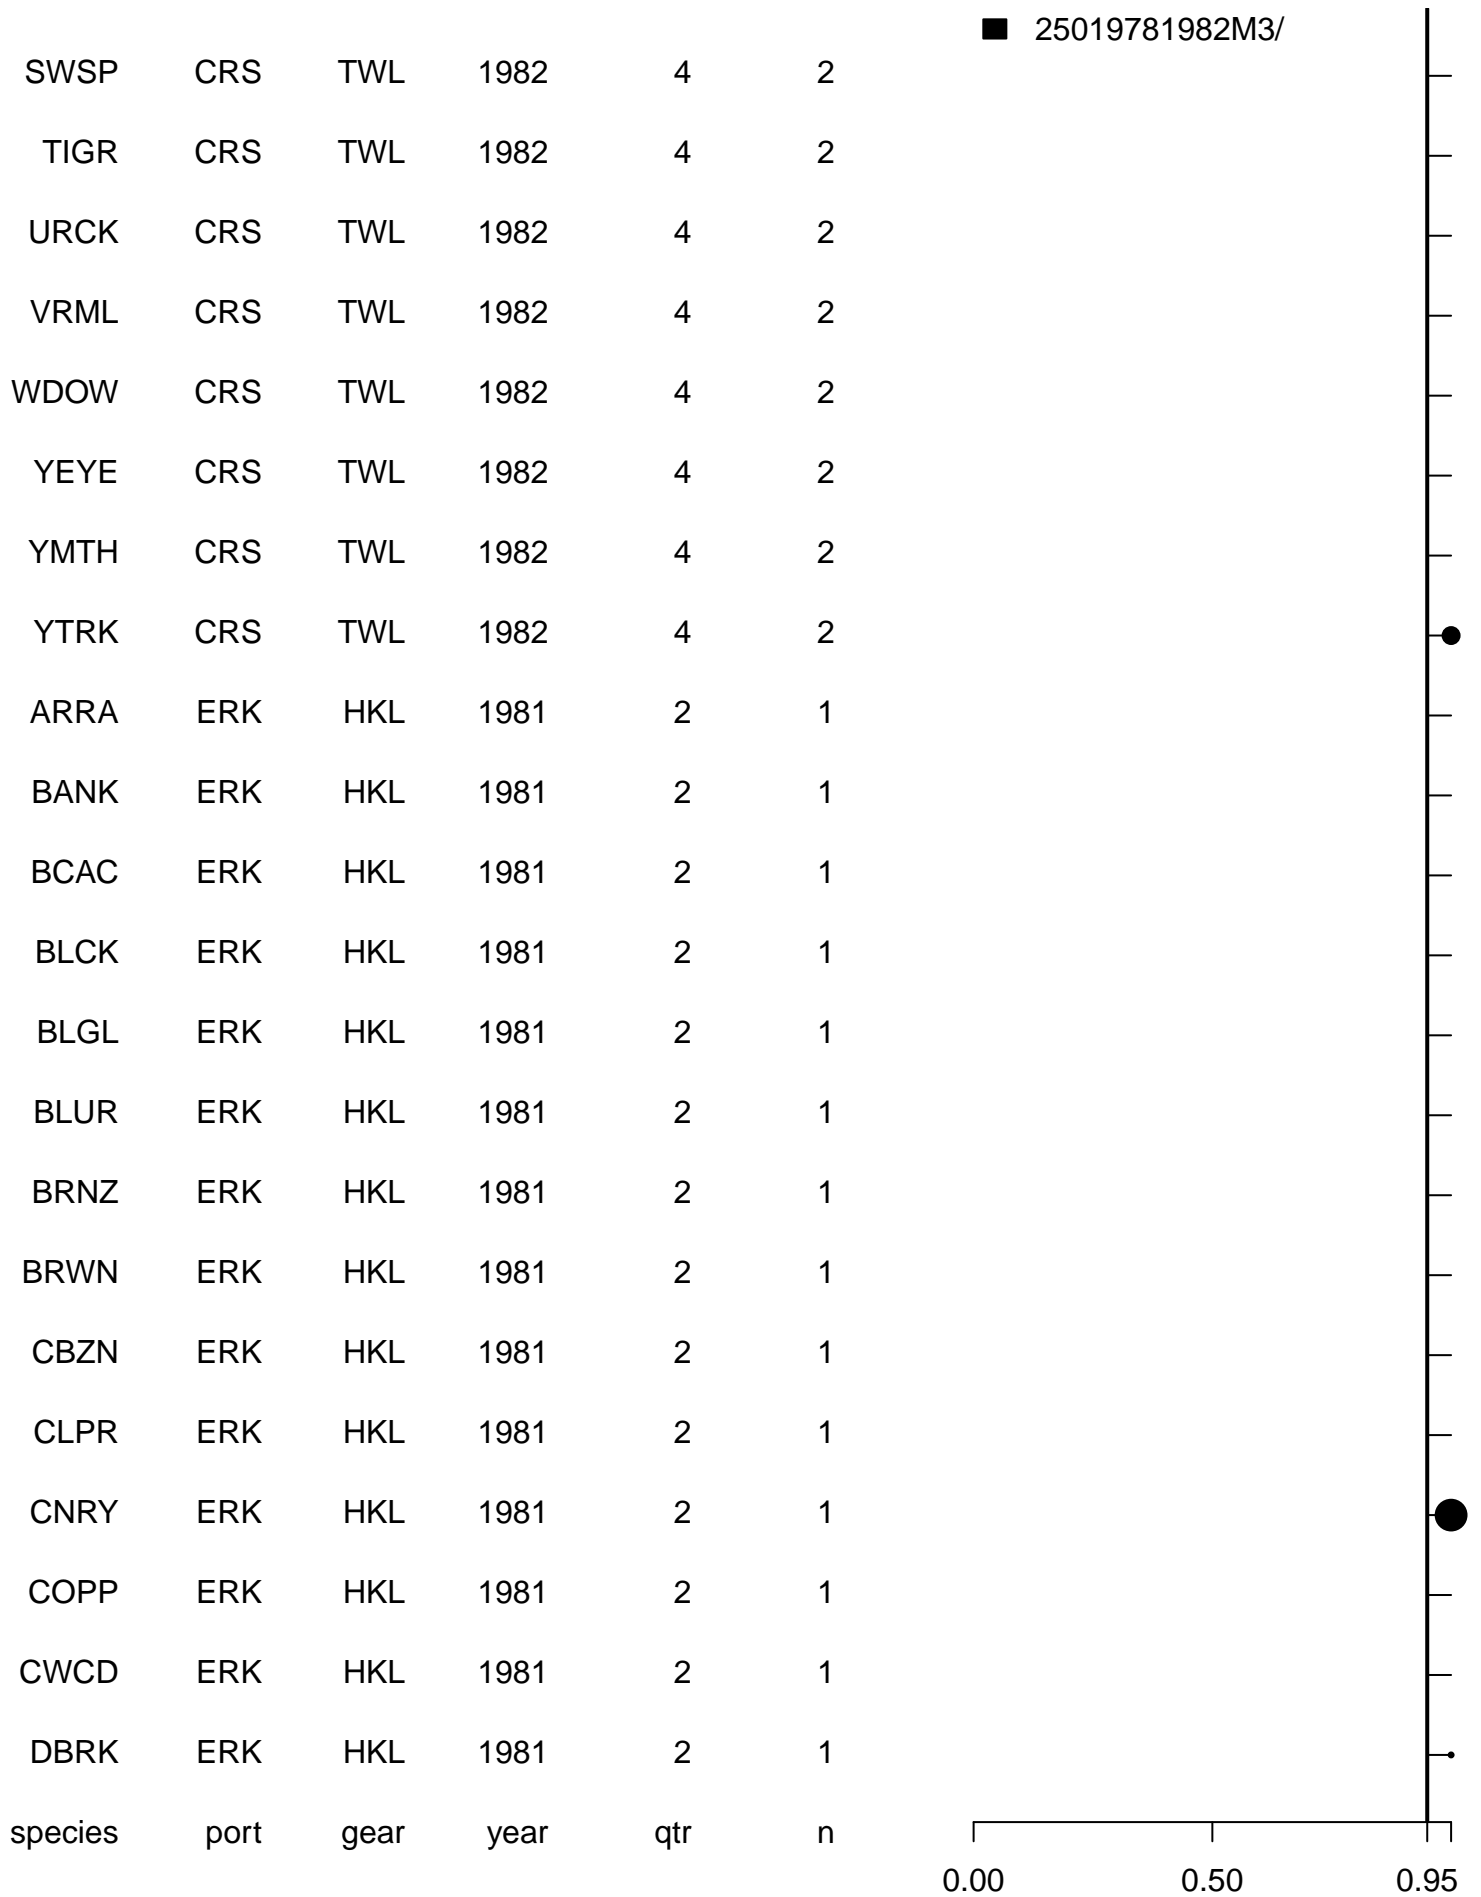 25019781982M3/
SWSP CRS TWL 1982 4 2
TIGR CRS TWL 1982 4 2
URCK CRS TWL 1982 4 2
VRML CRS TWL 1982 4 2
WDOW CRS TWL 1982 4 2
YEYE CRS TWL 1982 4 2
YMTH CRS TWL 1982 4 2
YTRK CRS TWL 1982 4 2
ARRA ERK HKL 1981 2 1
BANK ERK HKL 1981 2 1
BCAC ERK HKL 1981 2 1
BLCK ERK HKL 1981 2 1
BLGL ERK HKL 1981 2 1
BLUR ERK HKL 1981 2 1
BRNZ ERK HKL 1981 2 1
BRWN ERK HKL 1981 2 1
CBZN ERK HKL 1981 2 1
CLPR ERK HKL 1981 2 1
CNRY ERK HKL 1981 2 1
COPP ERK HKL 1981 2 1
CWCD ERK HKL 1981 2 1
DBRK ERK HKL 1981 2 1
species port gear year qtr n
0.00 0.50 0.95